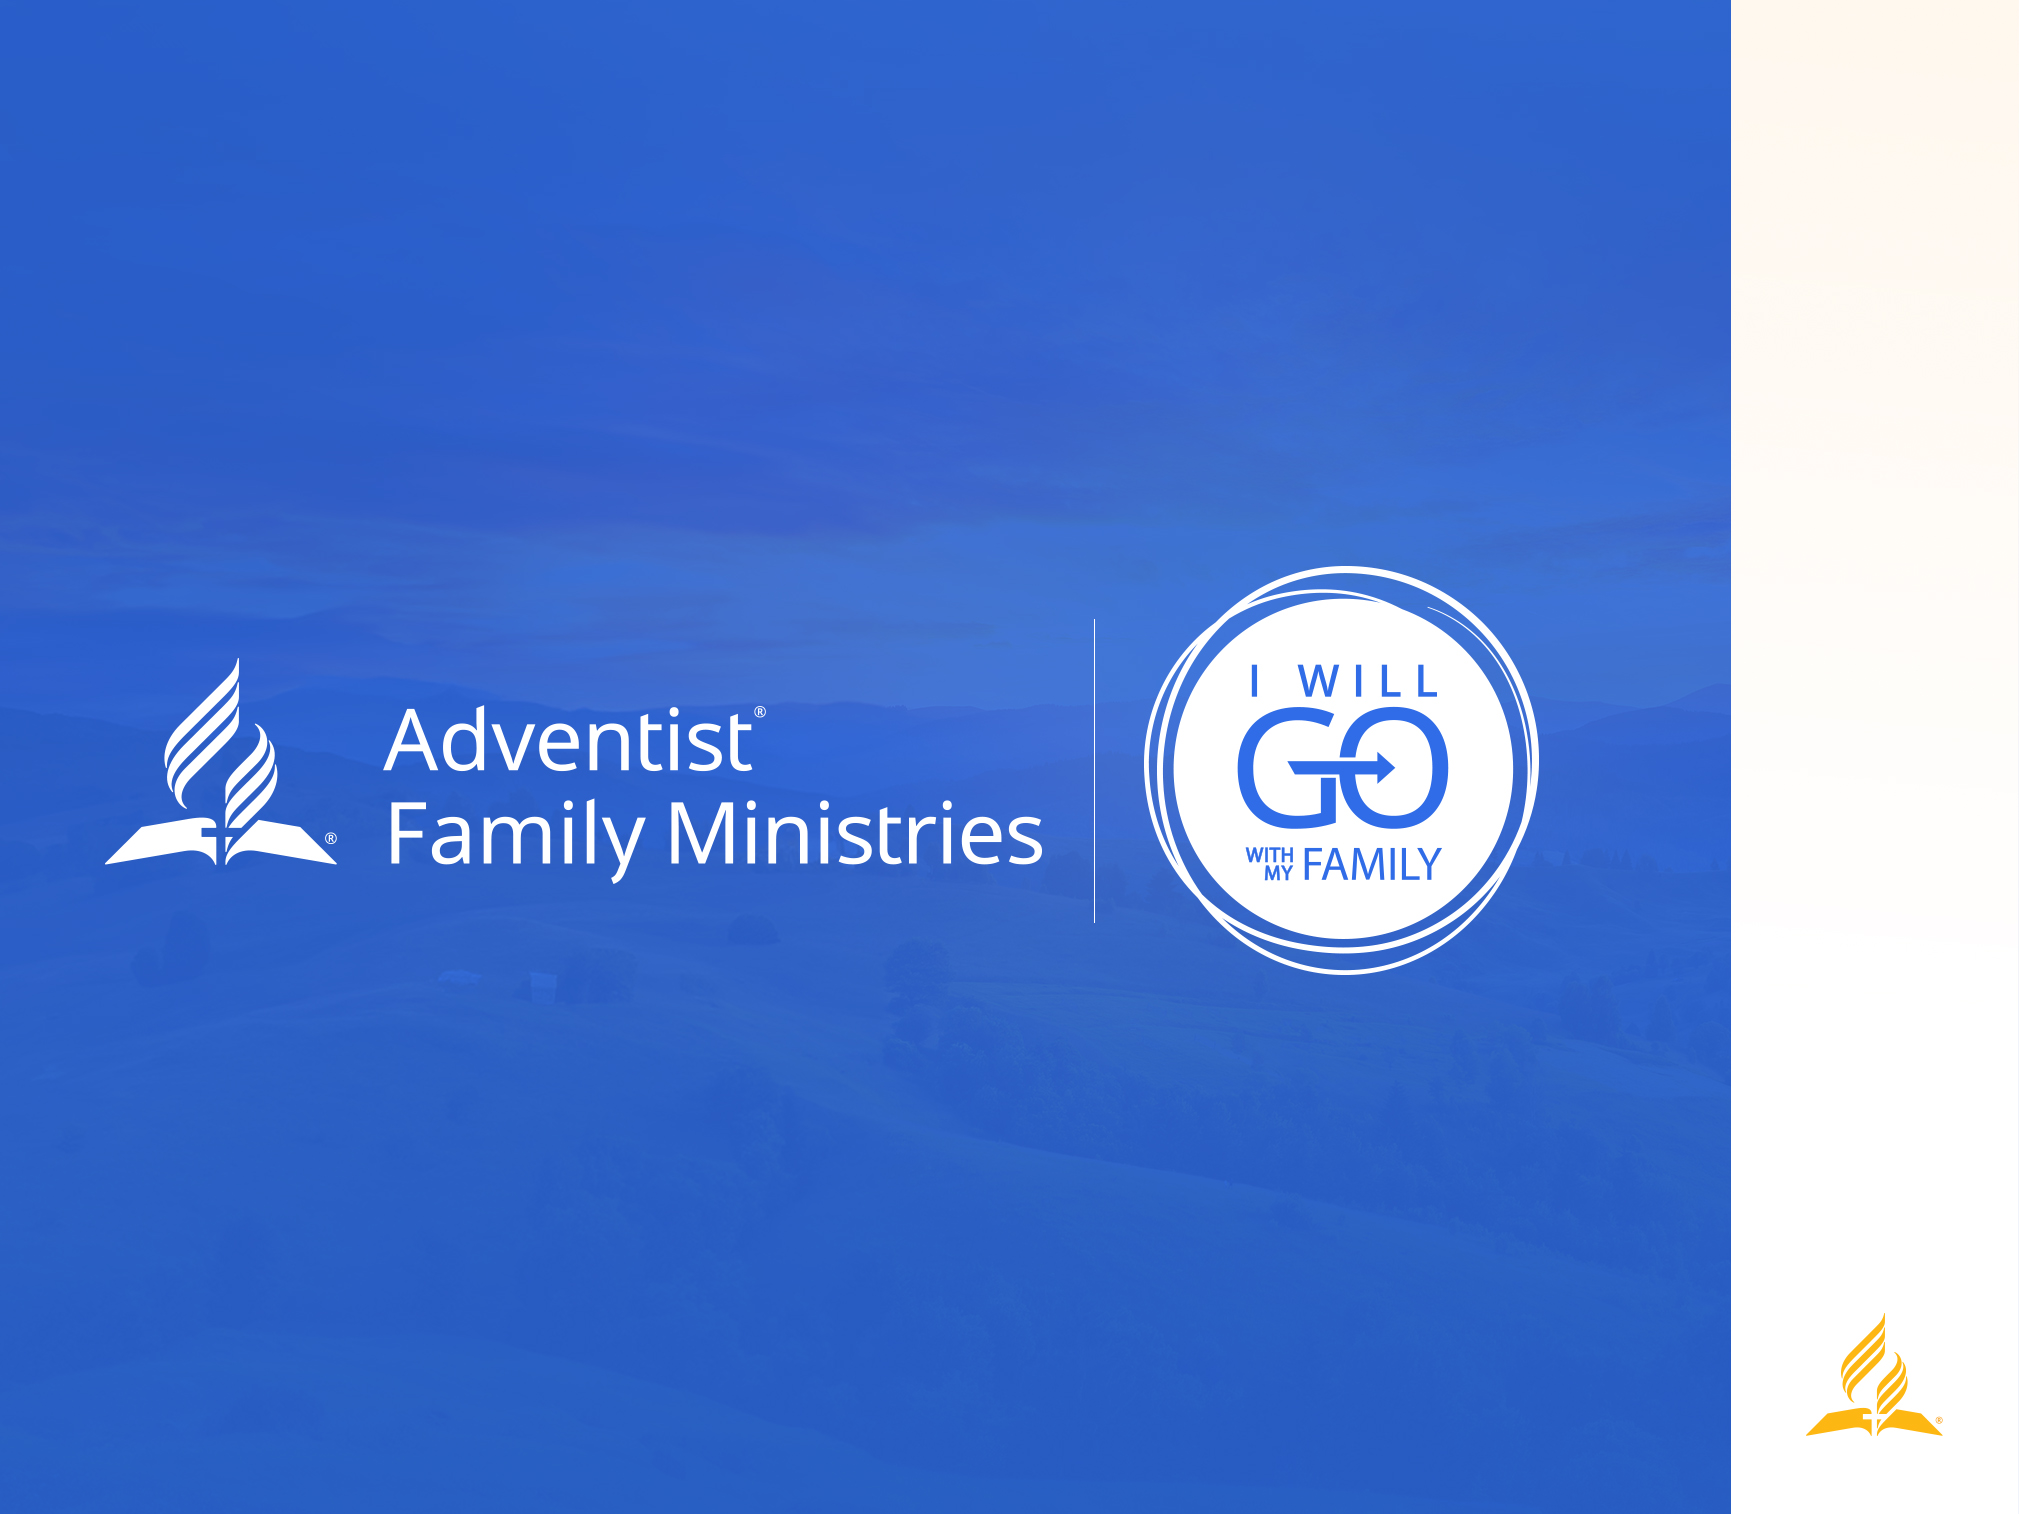 Adventist®
Family Ministries
®
I WILL
GO
WITH MY FAMILY
®